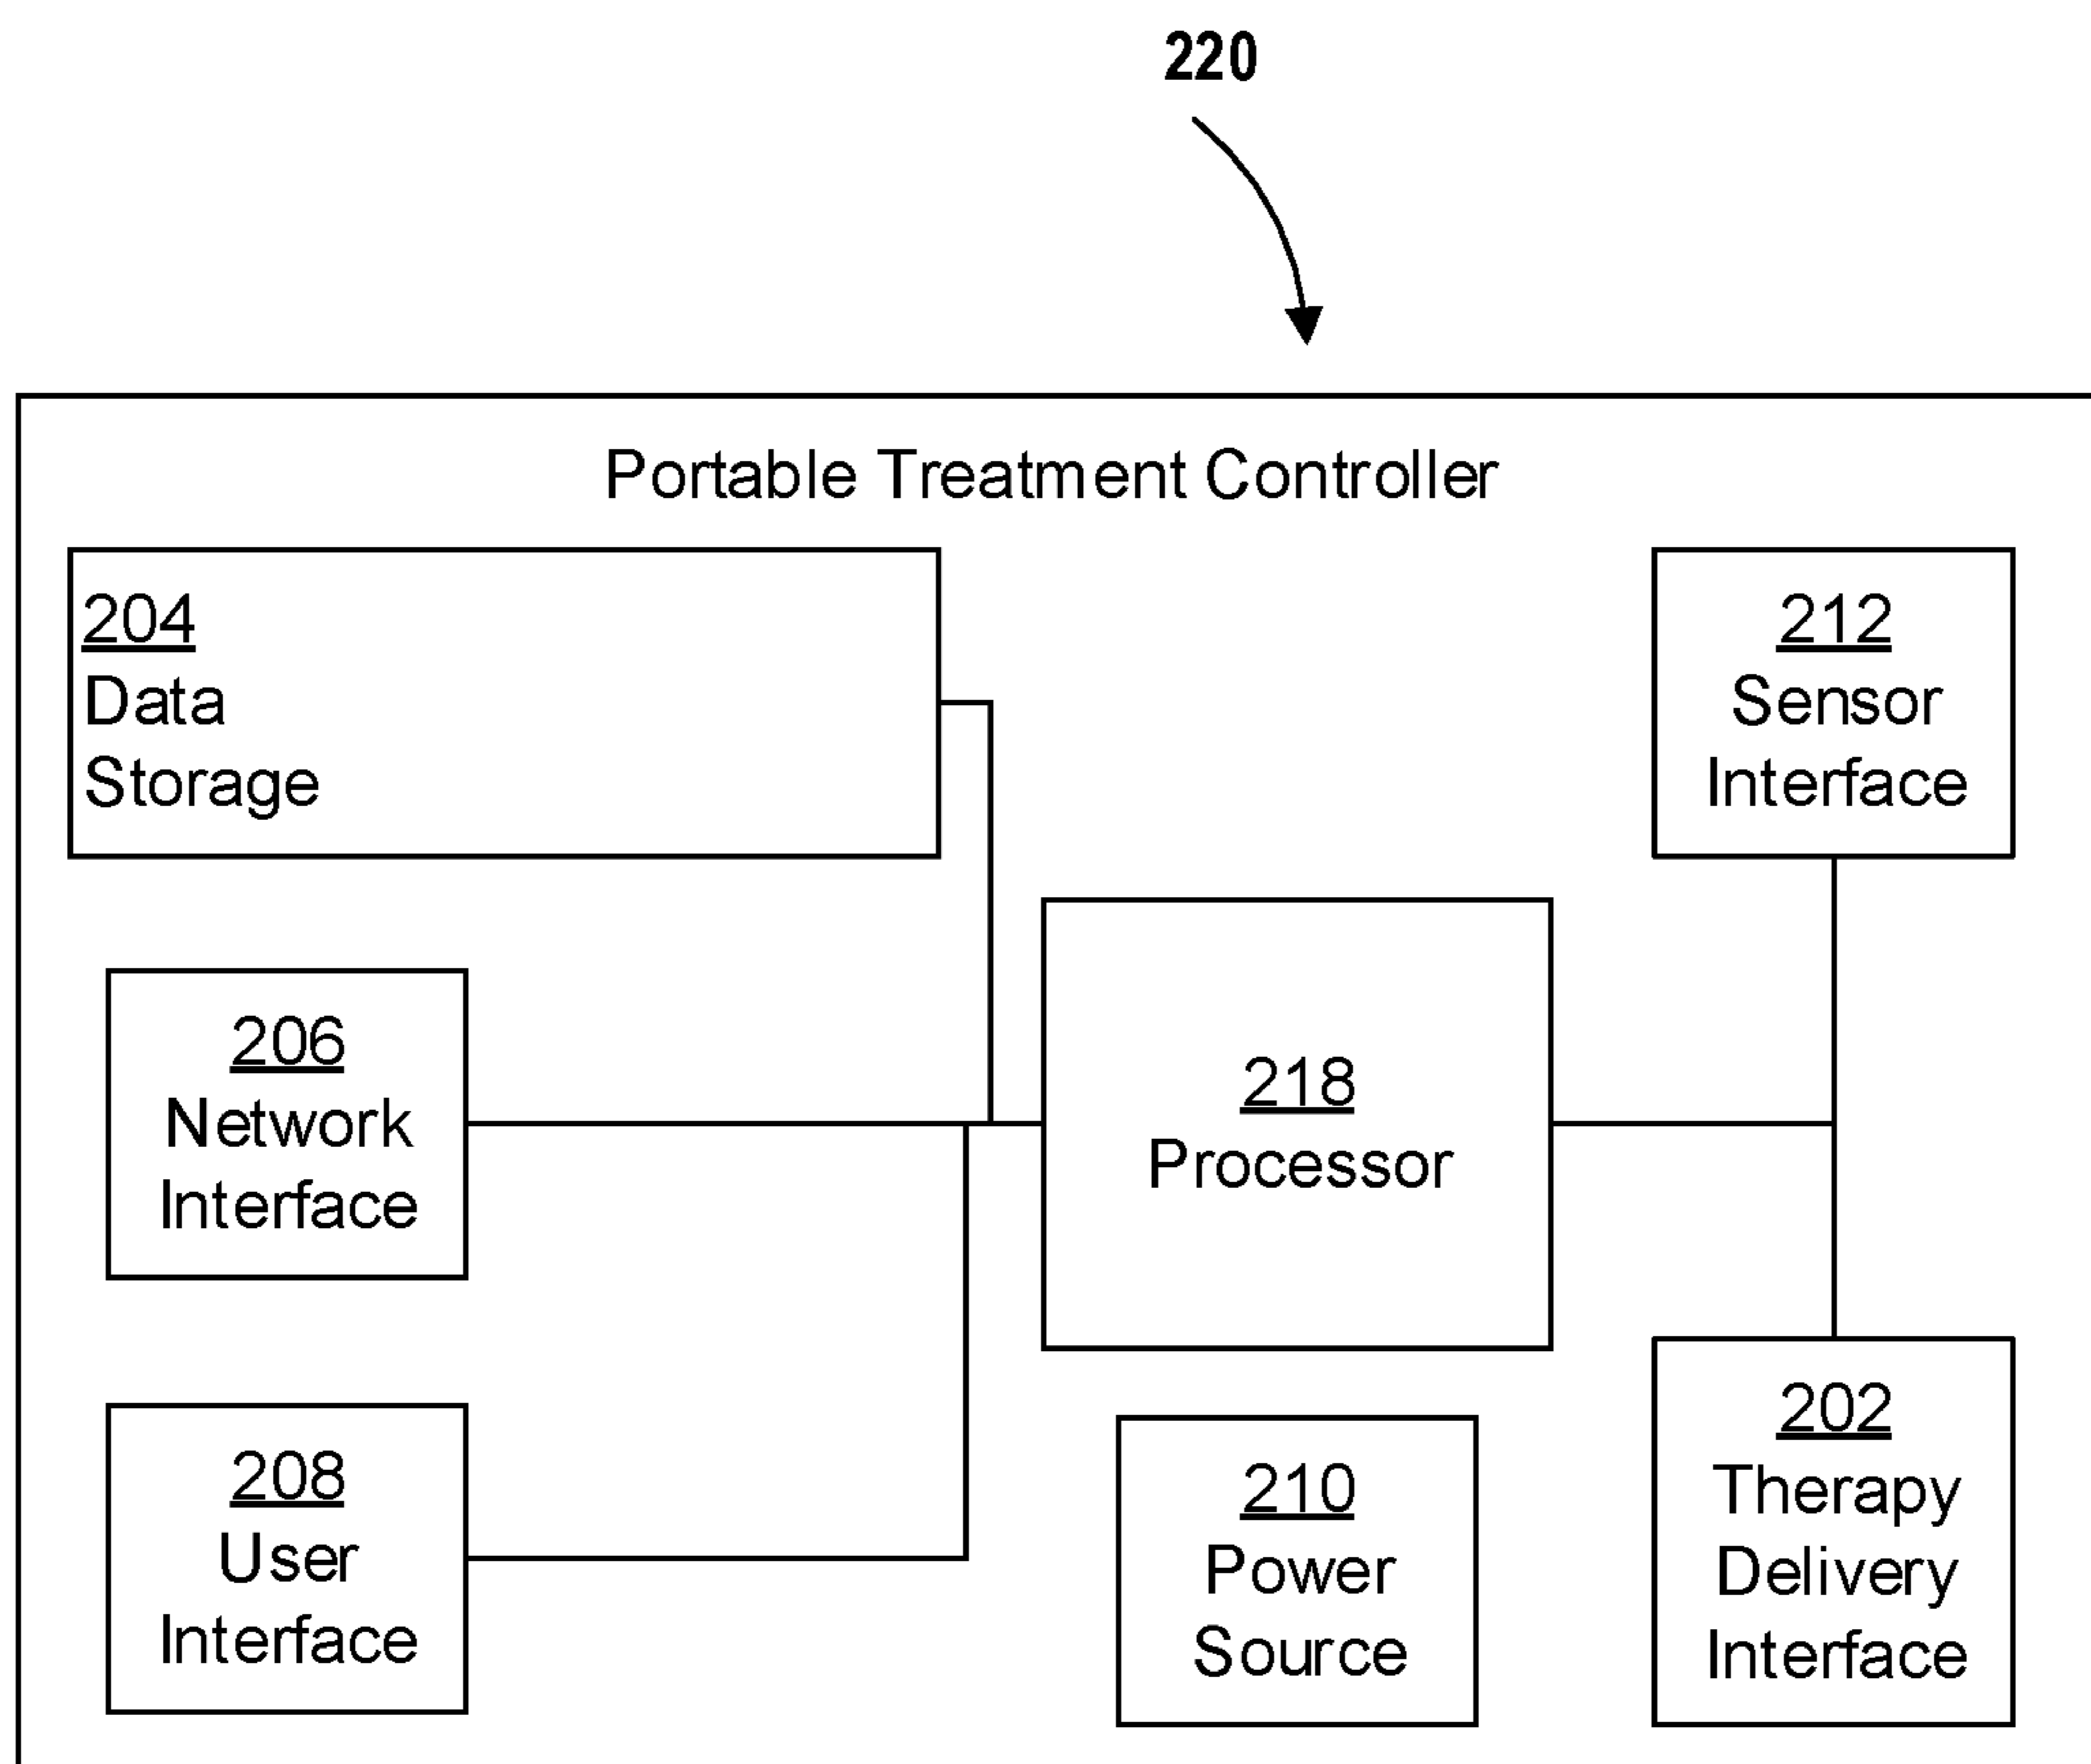 220
Portable Treatment Controller
204
Data
Storage
212
Sensor
Interface
206
Network
Interface
218
Processor
208
User
Interface
210
Power
Source
202
Therapy
Delivery
Interface